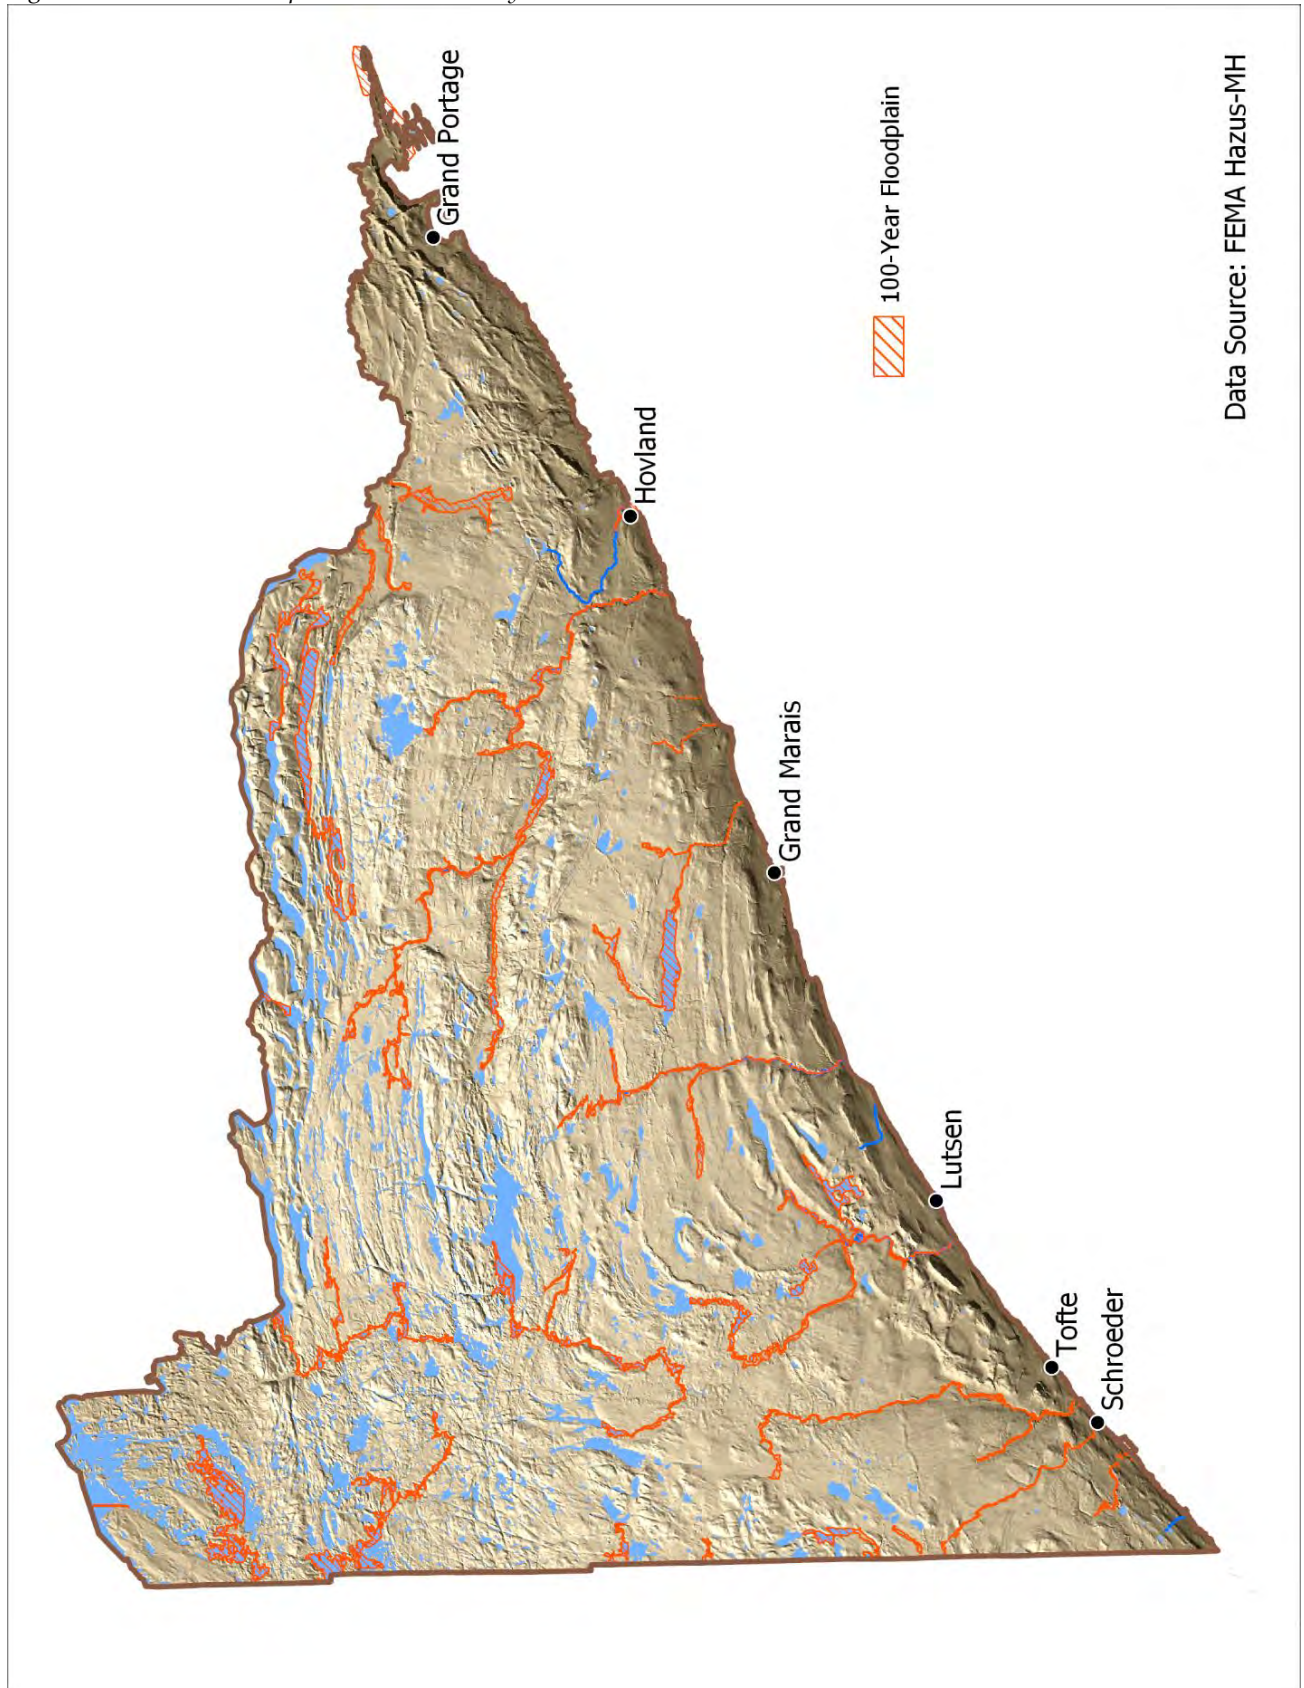 Grand Portage
100-Year Floodplain
Hovland
Grand Marais
Lutsen
Tofte
Schroeder
Data Source: FEMA Hazus-MH